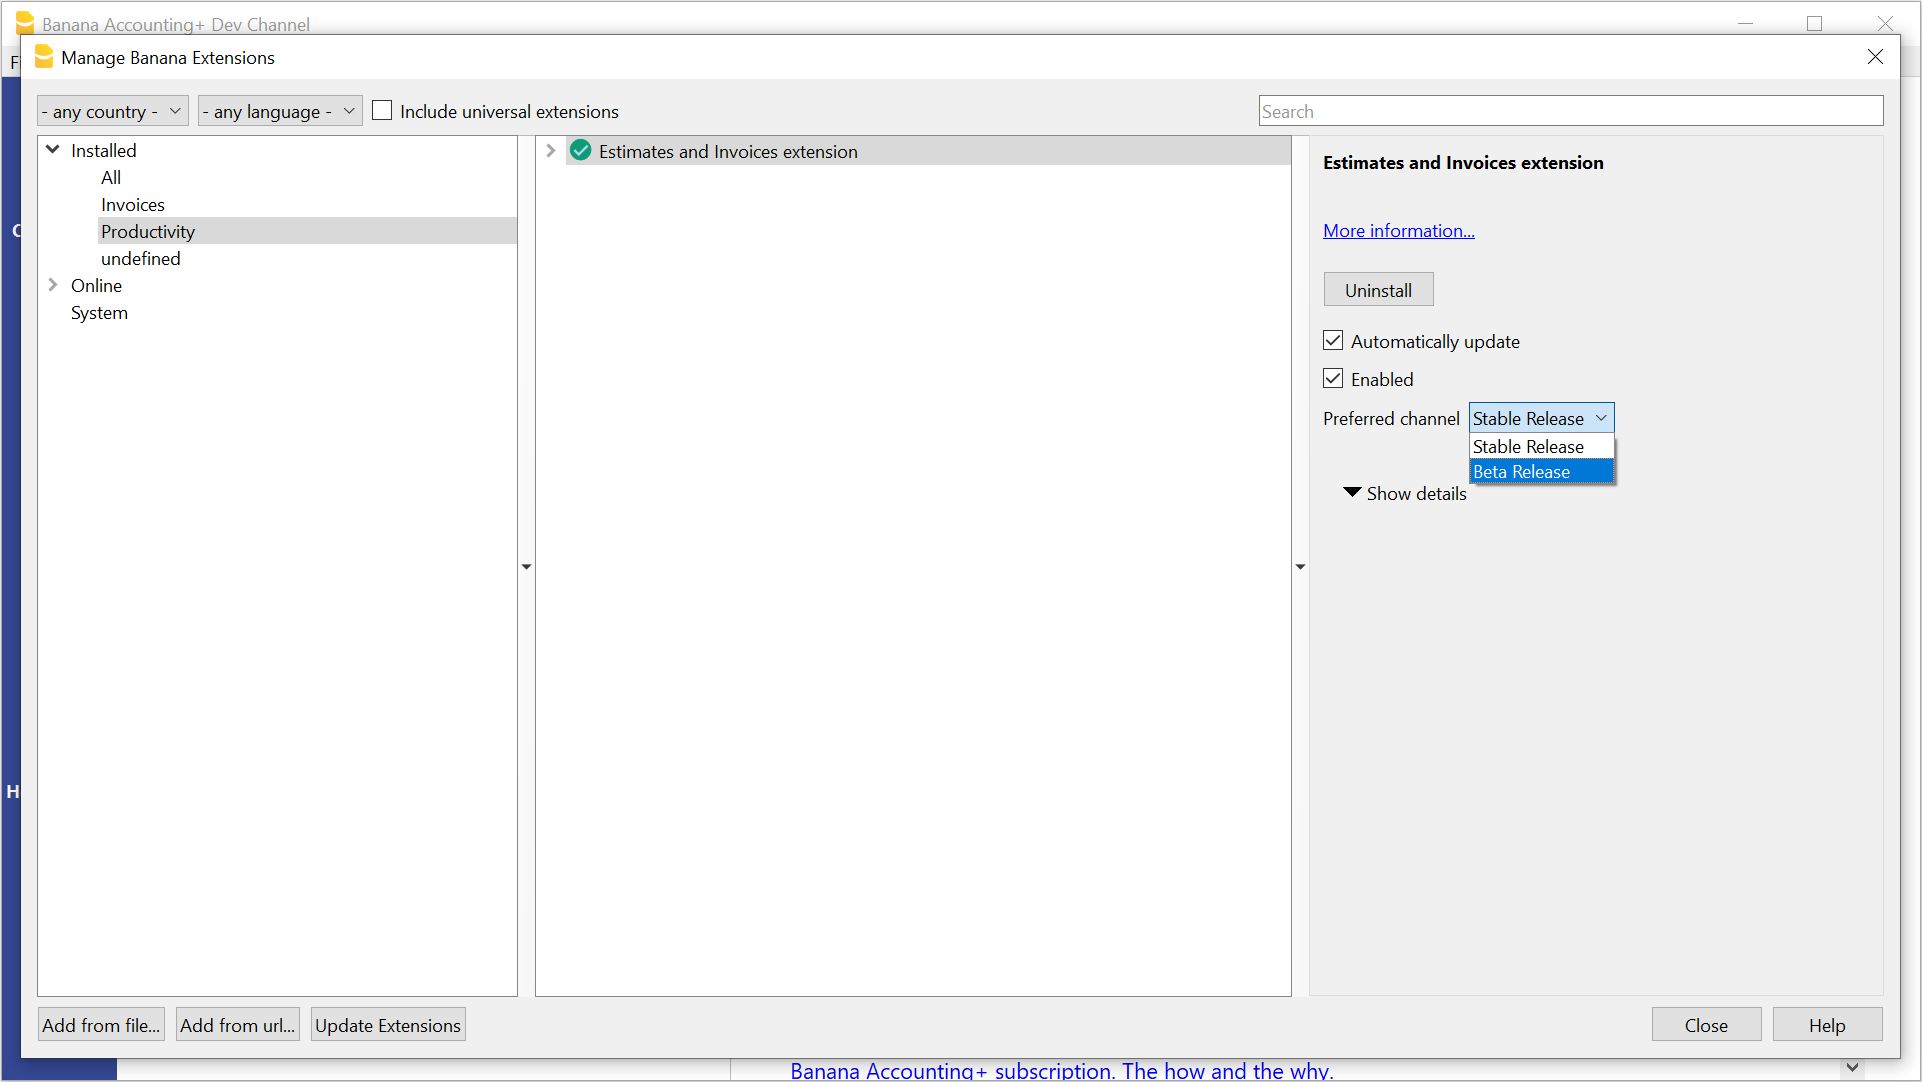 Banana Accounting+ Dev Channel
Manage Banana Extensions
- any country -
- any language -
Include universal extensions
Search
Installed
All
Invoices
Productivity
undefined
Online
System
Estimates and Invoices extension
Estimates and Invoices extension
More information...
Uninstall
Automatically update
Enabled
Preferred channel
Stable Release
Stable Release
Beta Release
Show details
Add from file...
Add from url...
Update Extensions
Close
Help
Banana Accounting+ subscription. The how and the why.